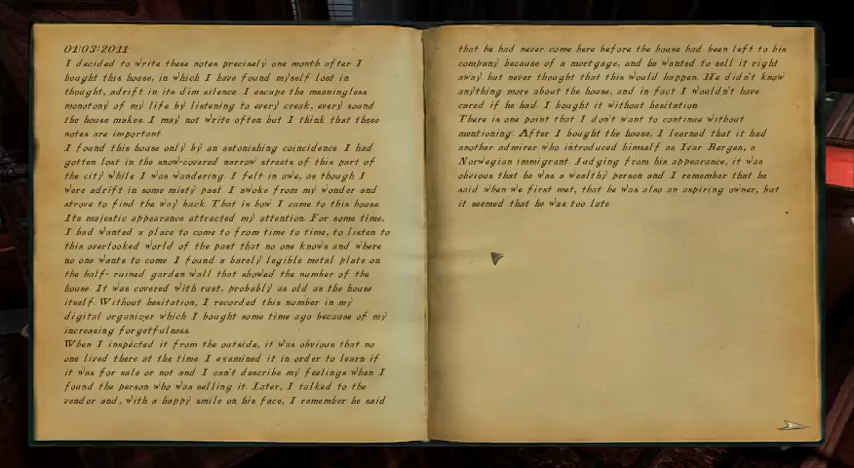 01:03:2011
I decided to write these notes precisely one month after I
bought this house, in which I have found myself lost in
thought, adrift in its dim silence. I escape the meaningless
monotony of my life by listening to every creak, every sound
the house makes. I may not write often but I think that these
notes are important.
I found this house only by an astonishing coincidence. I had
gotten lost in the snow-covered narrow streets of this part of
the city while I was wandering. I felt in awe, as though I
were adrift in some misty past. I awoke from my wonder and
strove to find the way back. That is how I came to this house.
Its majestic appearance attracted my attention. For some time,
I had wanted a place to come to from time to time, to listen to
this overlooked world of the past that no one knows and where
no one wants to come. I found a barely legible metal plate on
the half- ruined garden wall that showed the number of the
house. It was covered with rust, probably as old as the house
itself. Without hesitation, I recorded this number in my
digital organizer which I bought some time ago because of my
increasing forgetfulness.
When I inspected it from the outside, it was obvious that no
one lived there at the time. I examined it in order to learn if
it was for sale or not and I can't describe my feelings when I
found the person who was selling it. Later, I talked to the
vendor and , with a happy smile on his face, I remember he said
that he had never come here before the house had been left to his
company because of a mortgage, and he wanted to sell it right
away but never thought that this would happen. He didn't know
anything more about the house, and in fact I wouldn't have
cared if he had. I bought it without hesitation.
There is one point that I don't want to continue without
mentioning: After I bought the house, I learned that it had
another admirer who introduced himself as Ivar Bergen, a
Norwegian immigrant. Judging from his appearance, it was
obvious that he was a wealthy person and I remember that he
said when we first met, that he was also an aspiring owner, but
it seemed that he was too late.